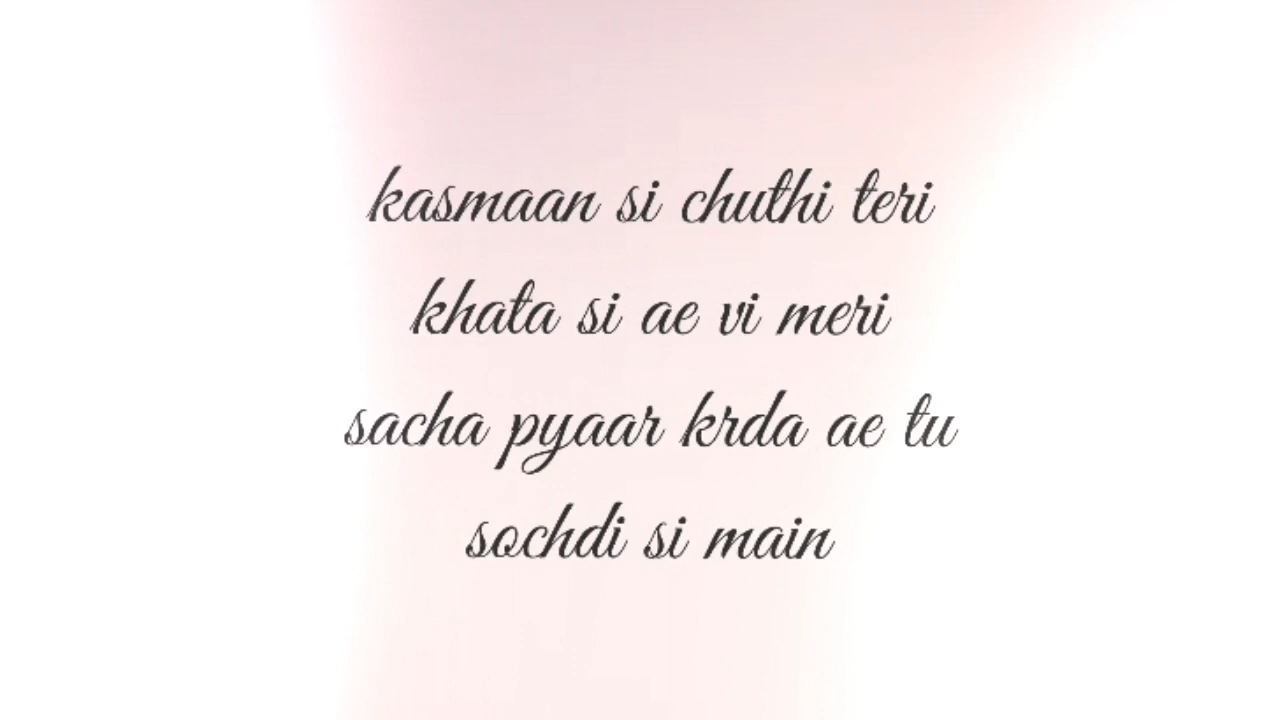 kasmaan si chuthi teri
khata si ae vi meri
sacha pyaar krda ae tu
sochdi si main